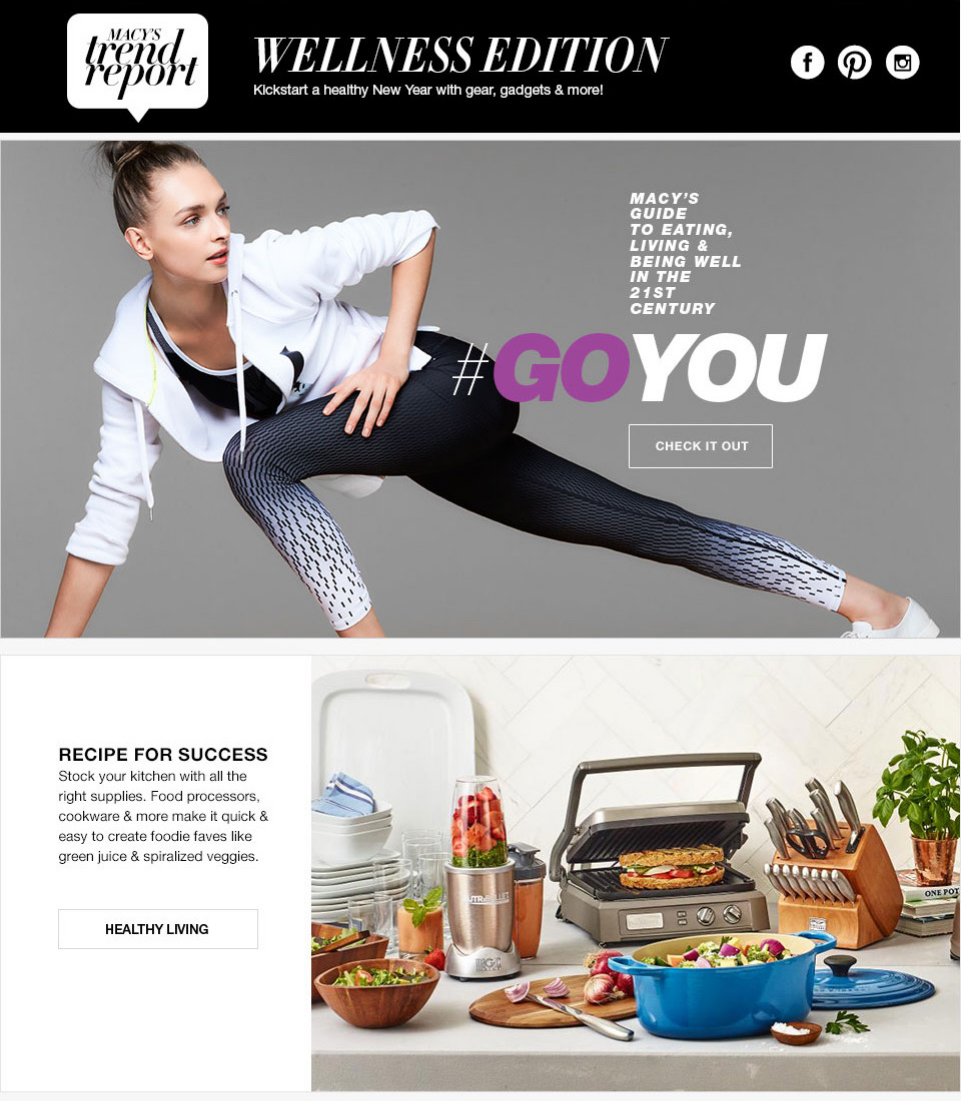 MACY'S
trend
report
WELLNESS EDITION
Kickstart a healthy New Year with gear, gadgets & more!
MACY'S
GUIDE
TO EATING,
LIVING &
BEING WELL
IN THE
21ST
CENTURY
#GOYOU
CHECK IT OUT
RECIPE FOR SUCCESS
Stock your kitchen with all the
right supplies. Food processors,
cookware & more make it quick &
easy to create foodie faves like
green juice & spiralized veggies.
HEALTHY LIVING
ONE POT